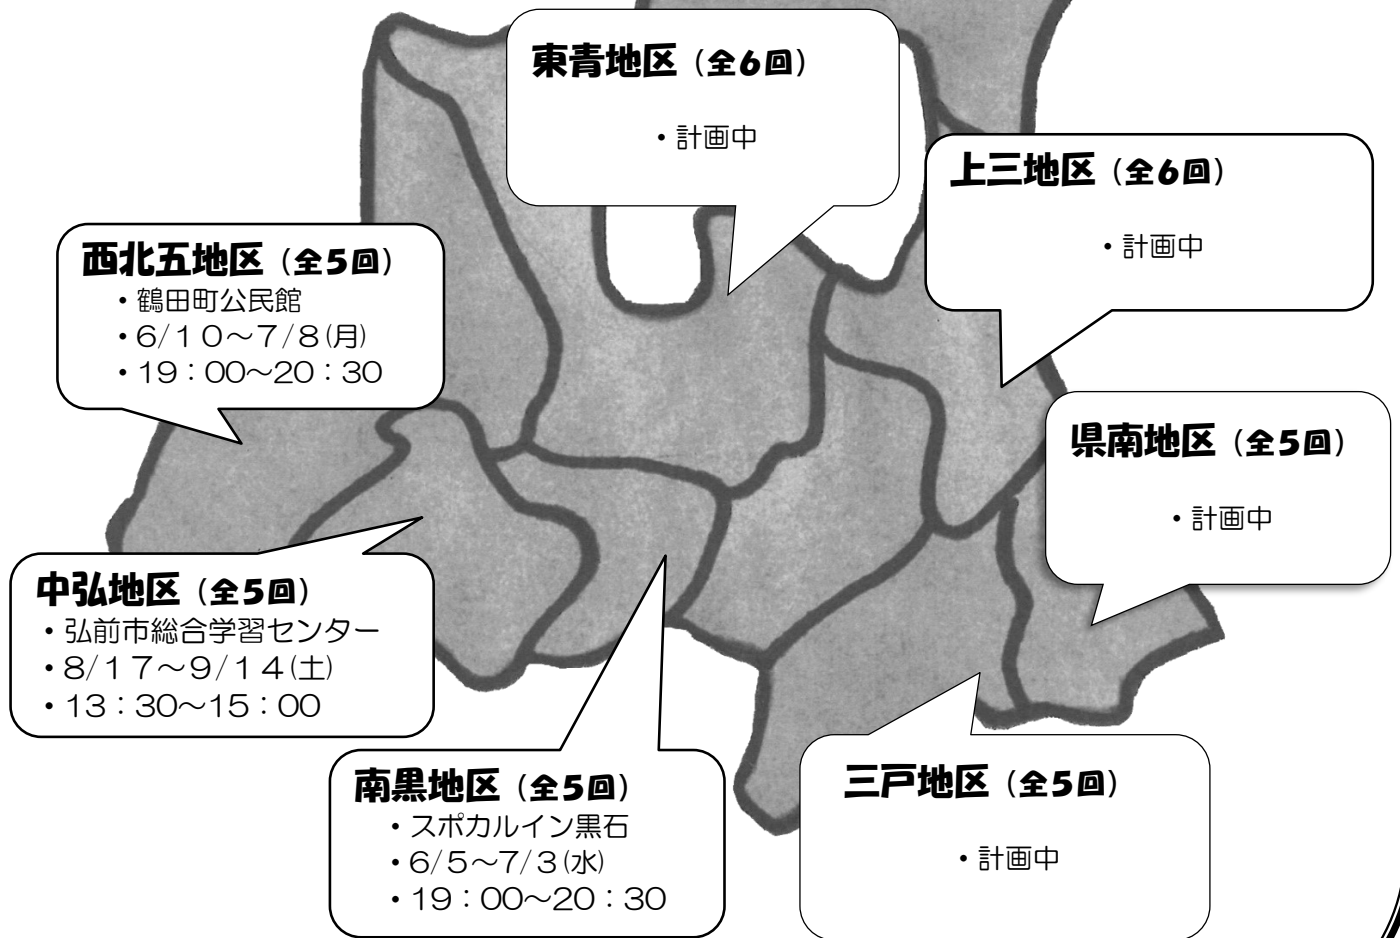 東青地区（全6回）
・計画中
上三地区（全6回）
・計画中
西北五地区（全5回）
・鶴田町公民館
・6/１０～7/８(月)
・19：00～20：30
県南地区（全5回）
・計画中
中弘地区（全5回）
・弘前市総合学習センター
・8/１７～9/１４(土)
・13：30～15：00
南黒地区（全5回）
・スポカルイン黒石
・6/5～7/３(水)
・19：00～20：30
三戸地区（全5回）
・計画中